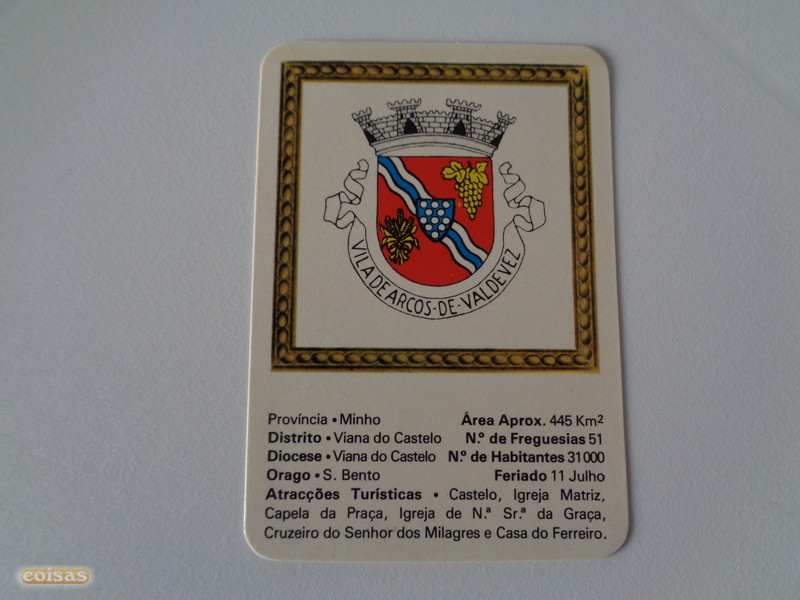 VILA DE ARCOS-DE-VALDEVEZ
Província • Minho Área Aprox. 445 Km²
Distrito • Viana do Castelo N.º de Freguesias 51
Diocese • Viana do Castelo N.º de Habitantes 31000
Orago • S. Bento Feriado 11 Julho
Atracções Turísticas • Castelo, Igreja Matriz,
Capela da Praça, Igreja de N.ª Sr.ª da Graça,
Cruzeiro do Senhor dos Milagres e Casa do Ferreiro.
coisas